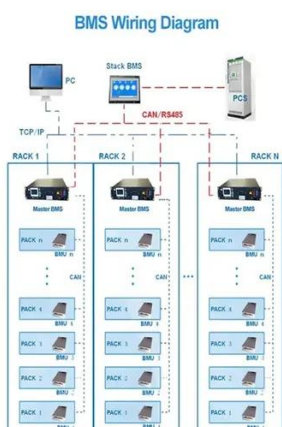 BMS Wiring Diagram
Stack BMS
PC
PCS
CAN/RS485
TCP/IP
RACK 1
RACK 2
RACK N
Master BMS
Master BMS
Master BMS
PACK n
PACK n
PACK n
BMU n
BMU n
BMU n
CAN
CAN
CAN
PACK 4
PACK 4
PACK 4
BMU 4
BMU 4
BMU 4
PACK 3
PACK 3
PACK 3
BMU 3
BMU 3
BMU 3
PACK 2
PACK 2
PACK 2
BMU 2
BMU 2
BMU 2
PACK 1
PACK 1
PACK 1